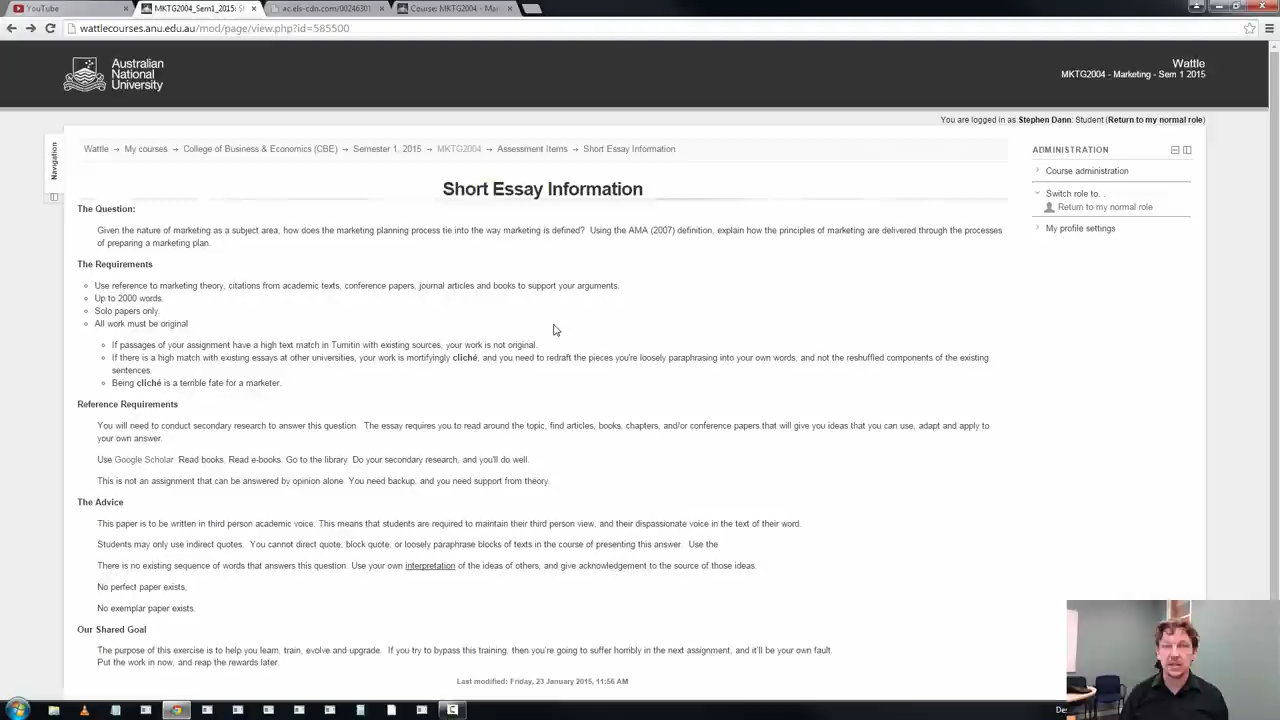 YouTube
MKTG2004_Sem1_2015: S
ac.els-cdn.com/00246301
Course: MKTG2004 - Mar
wattlecourses.anu.edu.au/mod/page/view.php?id=585500
Australian
National
University
Wattle
MKTG2004 - Marketing - Sem 1 2015
You are logged in as Stephen Dann: Student (Return to my normal role)
Navigation
Wattle → My courses → College of Business & Economics (CBE) → Semester 1, 2015 → MKTG2004 → Assessment Items → Short Essay Information
ADMINISTRATION
Course administration
Switch role to...
Return to my normal role
My profile settings
Short Essay Information
The Question:
Given the nature of marketing as a subject area, how does the marketing planning process tie into the way marketing is defined? Using the AMA (2007) definition, explain how the principles of marketing are delivered through the processes
of preparing a marketing plan.
The Requirements
Use reference to marketing theory, citations from academic texts, conference papers, journal articles and books to support your arguments.
Up to 2000 words.
Solo papers only.
All work must be original
If passages of your assignment have a high text match in Turnitin with existing sources, your work is not original.
If there is a high match with existing essays at other universities, your work is mortifyingly cliché, and you need to redraft the pieces you're loosely paraphrasing into your own words, and not the reshuffled components of the existing
sentences.
Being cliché is a terrible fate for a marketer.
Reference Requirements
You will need to conduct secondary research to answer this question. The essay requires you to read around the topic, find articles, books, chapters, and/or conference papers that will give you ideas that you can use, adapt and apply to
your own answer.
Use Google Scholar. Read books, Read e-books. Go to the library. Do your secondary research, and you'll do well.
This is not an assignment that can be answered by opinion alone. You need backup, and you need support from theory.
The Advice
This paper is to be written in third person academic voice. This means that students are required to maintain their third person view, and their dispassionate voice in the text of their word.
Students may only use indirect quotes. You cannot direct quote, block quote, or loosely paraphrase blocks of texts in the course of presenting this answer. Use the
There is no existing sequence of words that answers this question. Use your own interpretation of the ideas of others, and give acknowledgement to the source of those ideas.
No perfect paper exists.
No exemplar paper exists.
Our Shared Goal
The purpose of this exercise is to help you learn, train, evolve and upgrade. If you try to bypass this training, then you're going to suffer horribly in the next assignment, and it'll be your own fault.
Put the work in now, and reap the rewards later.
Last modified: Friday, 23 January 2015, 11:56 AM